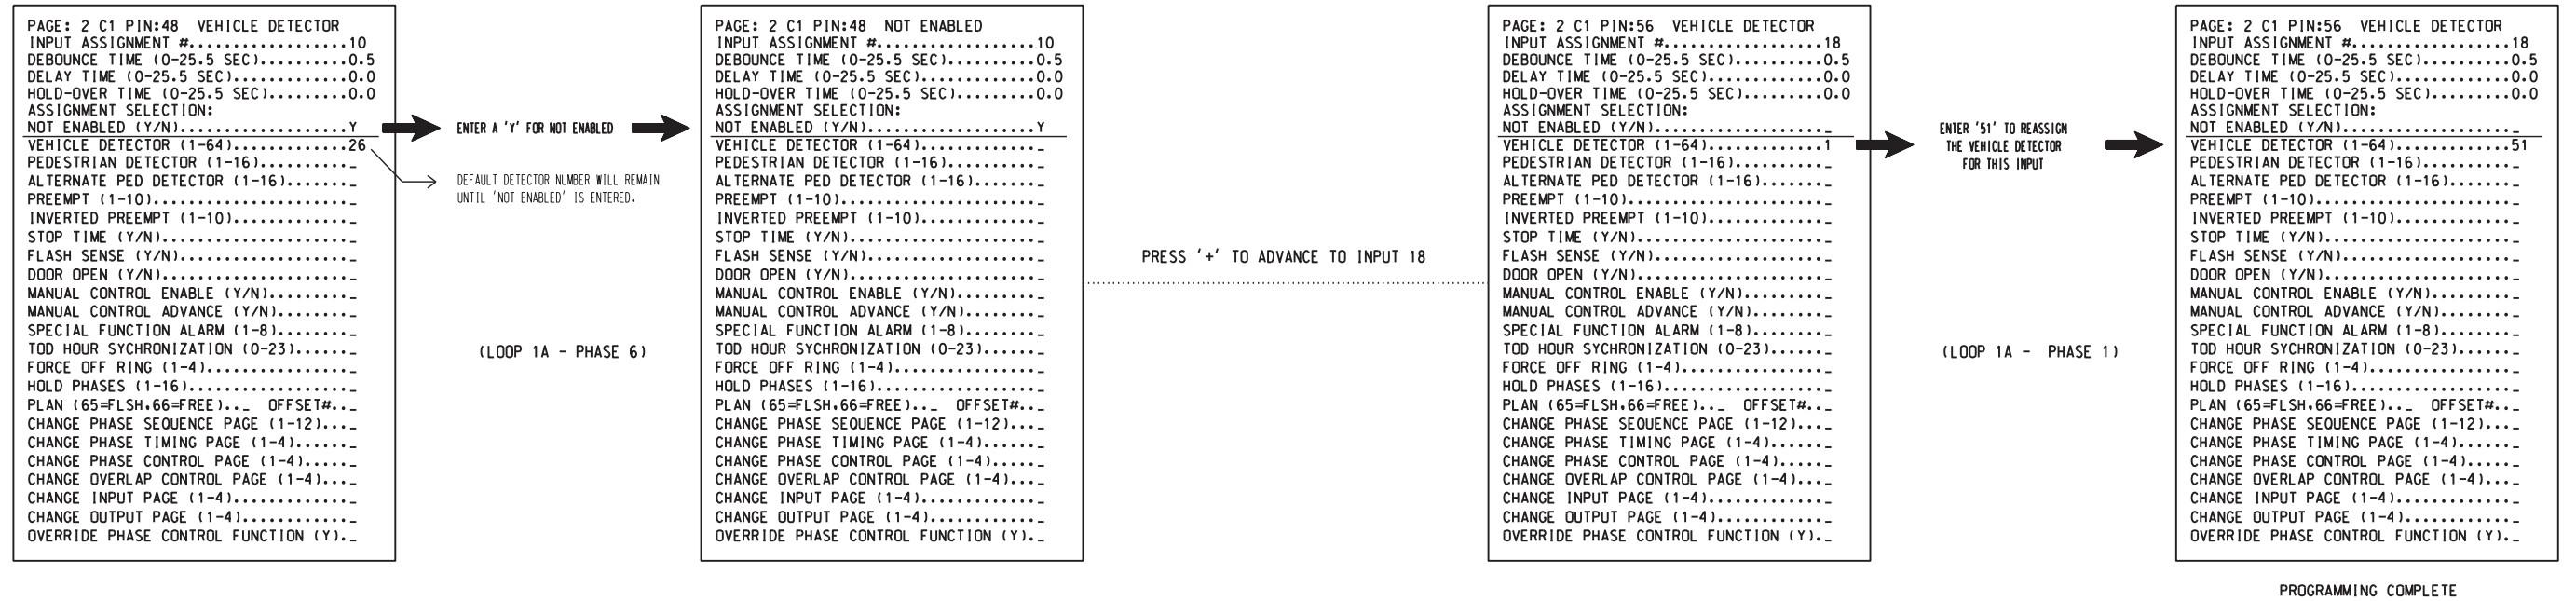 PAGE: 2 C1 PIN:48 VEHICLE DETECTOR
INPUT ASSIGNMENT #..................10
DEBOUNCE TIME (0-25.5 SEC)..........0.5
DELAY TIME (0-25.5 SEC).............0.0
HOLD-OVER TIME (0-25.5 SEC).........0.0
ASSIGNMENT SELECTION:
NOT ENABLED (Y/N)...................Y
VEHICLE DETECTOR (1-64).............26
PEDESTRIAN DETECTOR (1-16).........._
ALTERNATE PED DETECTOR (1-16)......._
PREEMPT (1-10)......................_
INVERTED PREEMPT (1-10)............._
STOP TIME (Y/N)....................._
FLASH SENSE (Y/N)..................._
DOOR OPEN (Y/N)....................._
MANUAL CONTROL ENABLE (Y/N)........._
MANUAL CONTROL ADVANCE (Y/N)........_
SPECIAL FUNCTION ALARM (1-8)........_
TOD HOUR SYCHRONIZATION (0-23)......_
FORCE OFF RING (1-4)................_
HOLD PHASES (1-16).................._
PLAN (65=FLSH,66=FREE).._ OFFSET#.._
CHANGE PHASE SEQUENCE PAGE (1-12)..._
CHANGE PHASE TIMING PAGE (1-4)......_
CHANGE PHASE CONTROL PAGE (1-4)....._
CHANGE OVERLAP CONTROL PAGE (1-4)..._
CHANGE INPUT PAGE (1-4)............._
CHANGE OUTPUT PAGE (1-4)............_
OVERRIDE PHASE CONTROL FUNCTION (Y)._
ENTER A 'Y' FOR NOT ENABLED
DEFAULT DETECTOR NUMBER WILL REMAIN
UNTIL 'NOT ENABLED' IS ENTERED.
(LOOP 1A - PHASE 6)
PAGE: 2 C1 PIN:48 NOT ENABLED
INPUT ASSIGNMENT #..................10
DEBOUNCE TIME (0-25.5 SEC)..........0.5
DELAY TIME (0-25.5 SEC).............0.0
HOLD-OVER TIME (0-25.5 SEC).........0.0
ASSIGNMENT SELECTION:
NOT ENABLED (Y/N)...................Y
VEHICLE DETECTOR (1-64)............._
PEDESTRIAN DETECTOR (1-16).........._
ALTERNATE PED DETECTOR (1-16)......._
PREEMPT (1-10)......................_
INVERTED PREEMPT (1-10)............._
STOP TIME (Y/N)....................._
FLASH SENSE (Y/N)..................._
DOOR OPEN (Y/N)....................._
MANUAL CONTROL ENABLE (Y/N)........._
MANUAL CONTROL ADVANCE (Y/N)........_
SPECIAL FUNCTION ALARM (1-8)........_
TOD HOUR SYCHRONIZATION (0-23)......_
FORCE OFF RING (1-4)................_
HOLD PHASES (1-16).................._
PLAN (65=FLSH,66=FREE).._ OFFSET#.._
CHANGE PHASE SEQUENCE PAGE (1-12)..._
CHANGE PHASE TIMING PAGE (1-4)......_
CHANGE PHASE CONTROL PAGE (1-4)....._
CHANGE OVERLAP CONTROL PAGE (1-4)..._
CHANGE INPUT PAGE (1-4)............._
CHANGE OUTPUT PAGE (1-4)............_
OVERRIDE PHASE CONTROL FUNCTION (Y)._
PRESS '+' TO ADVANCE TO INPUT 18
PAGE: 2 C1 PIN:56 VEHICLE DETECTOR
INPUT ASSIGNMENT #..................18
DEBOUNCE TIME (0-25.5 SEC)..........0.5
DELAY TIME (0-25.5 SEC).............0.0
HOLD-OVER TIME (0-25.5 SEC).........0.0
ASSIGNMENT SELECTION:
NOT ENABLED (Y/N)..................._
VEHICLE DETECTOR (1-64).............1
PEDESTRIAN DETECTOR (1-16).........._
ALTERNATE PED DETECTOR (1-16)......._
PREEMPT (1-10)......................_
INVERTED PREEMPT (1-10)............._
STOP TIME (Y/N)....................._
FLASH SENSE (Y/N)..................._
DOOR OPEN (Y/N)....................._
MANUAL CONTROL ENABLE (Y/N)........._
MANUAL CONTROL ADVANCE (Y/N)........_
SPECIAL FUNCTION ALARM (1-8)........_
TOD HOUR SYCHRONIZATION (0-23)......_
FORCE OFF RING (1-4)................_
HOLD PHASES (1-16).................._
PLAN (65=FLSH,66=FREE).._ OFFSET#.._
CHANGE PHASE SEQUENCE PAGE (1-12)..._
CHANGE PHASE TIMING PAGE (1-4)......_
CHANGE PHASE CONTROL PAGE (1-4)....._
CHANGE OVERLAP CONTROL PAGE (1-4)..._
CHANGE INPUT PAGE (1-4)............._
CHANGE OUTPUT PAGE (1-4)............_
OVERRIDE PHASE CONTROL FUNCTION (Y)._
ENTER '51' TO REASSIGN
THE VEHICLE DETECTOR
FOR THIS INPUT
(LOOP 1A - PHASE 1)
PAGE: 2 C1 PIN:56 VEHICLE DETECTOR
INPUT ASSIGNMENT #..................18
DEBOUNCE TIME (0-25.5 SEC)..........0.5
DELAY TIME (0-25.5 SEC).............0.0
HOLD-OVER TIME (0-25.5 SEC).........0.0
ASSIGNMENT SELECTION:
NOT ENABLED (Y/N)..................._
VEHICLE DETECTOR (1-64).............51
PEDESTRIAN DETECTOR (1-16).........._
ALTERNATE PED DETECTOR (1-16)......._
PREEMPT (1-10)......................_
INVERTED PREEMPT (1-10)............._
STOP TIME (Y/N)....................._
FLASH SENSE (Y/N)..................._
DOOR OPEN (Y/N)....................._
MANUAL CONTROL ENABLE (Y/N)........._
MANUAL CONTROL ADVANCE (Y/N)........_
SPECIAL FUNCTION ALARM (1-8)........_
TOD HOUR SYCHRONIZATION (0-23)......_
FORCE OFF RING (1-4)................_
HOLD PHASES (1-16).................._
PLAN (65=FLSH,66=FREE).._ OFFSET#.._
CHANGE PHASE SEQUENCE PAGE (1-12)..._
CHANGE PHASE TIMING PAGE (1-4)......_
CHANGE PHASE CONTROL PAGE (1-4)....._
CHANGE OVERLAP CONTROL PAGE (1-4)..._
CHANGE INPUT PAGE (1-4)............._
CHANGE OUTPUT PAGE (1-4)............_
OVERRIDE PHASE CONTROL FUNCTION (Y)._
PROGRAMMING COMPLETE